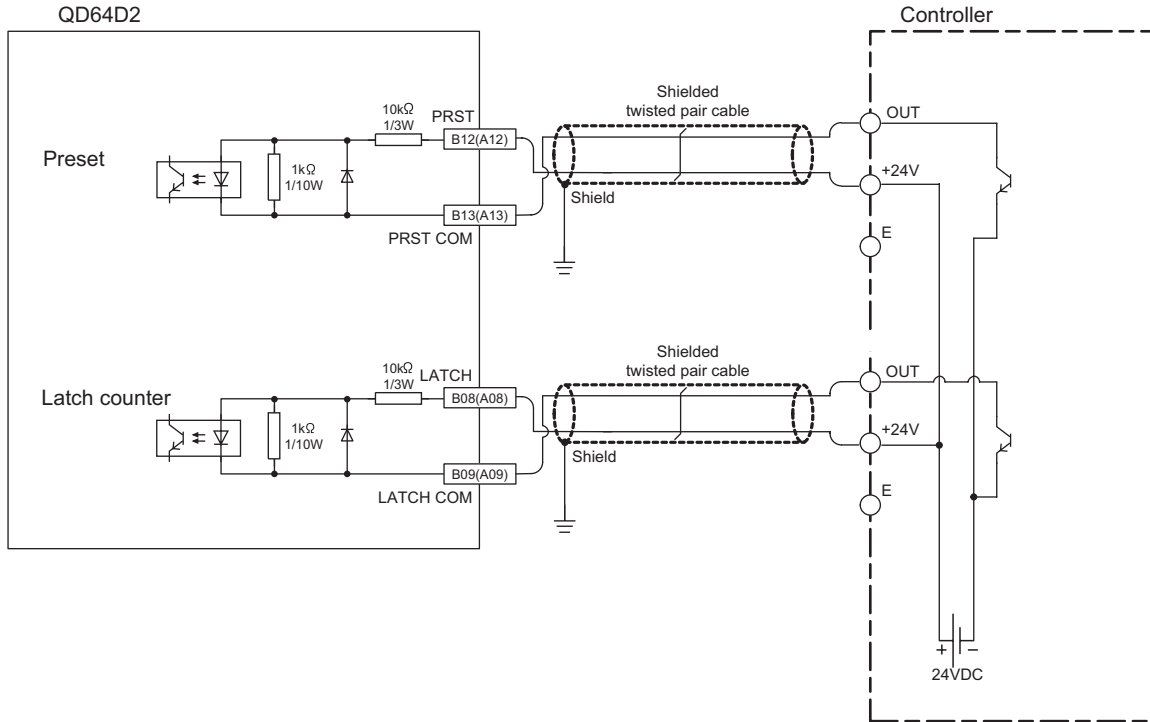 QD64D2
Controller
Preset
10kΩ
1/3W
PRST
B12(A12)
1kΩ
1/10W
B13(A13)
PRST COM
Shielded
twisted pair cable
Shield
OUT
+24V
E
Latch counter
10kΩ
1/3W
LATCH
B08(A08)
1kΩ
1/10W
B09(A09)
LATCH COM
Shielded
twisted pair cable
Shield
OUT
+24V
E
+ −
24VDC